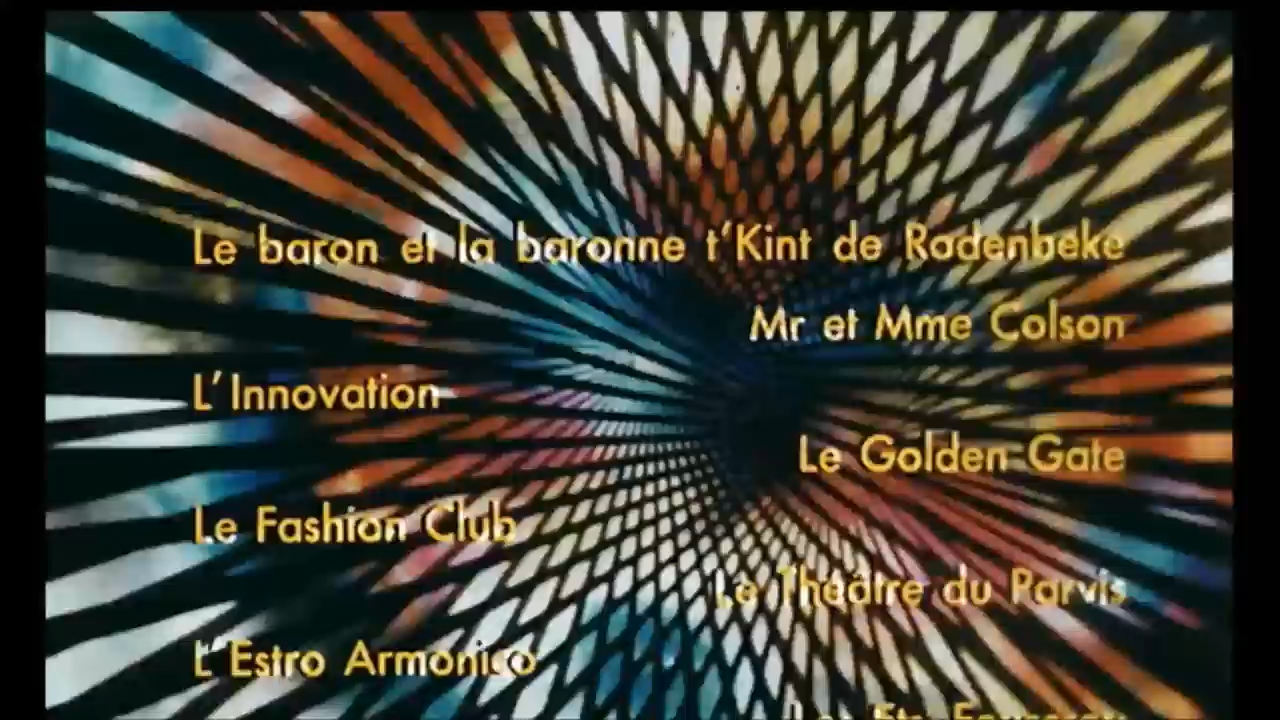 Le baron et la baronne t'Kint de Rodenbeke
Mr et Mme Colson
L'Innovation
Le Golden Gate
Le Fashion Club
Le Théâtre du Parvis
L'Estro Armonico